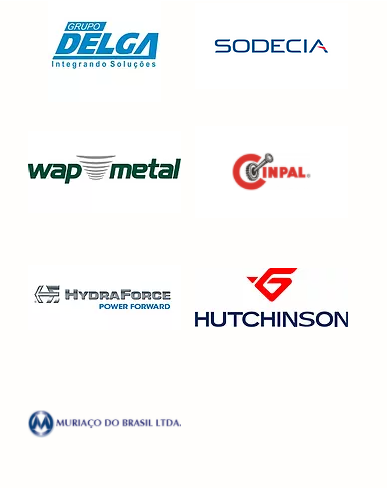 GRUPO
DELGA
Integrando Soluções
SODECIA
wap metal
CINPAL®
HYDRAFORCE
POWER FORWARD
HUTCHINSON
MURIAÇO DO BRASIL LTDA.